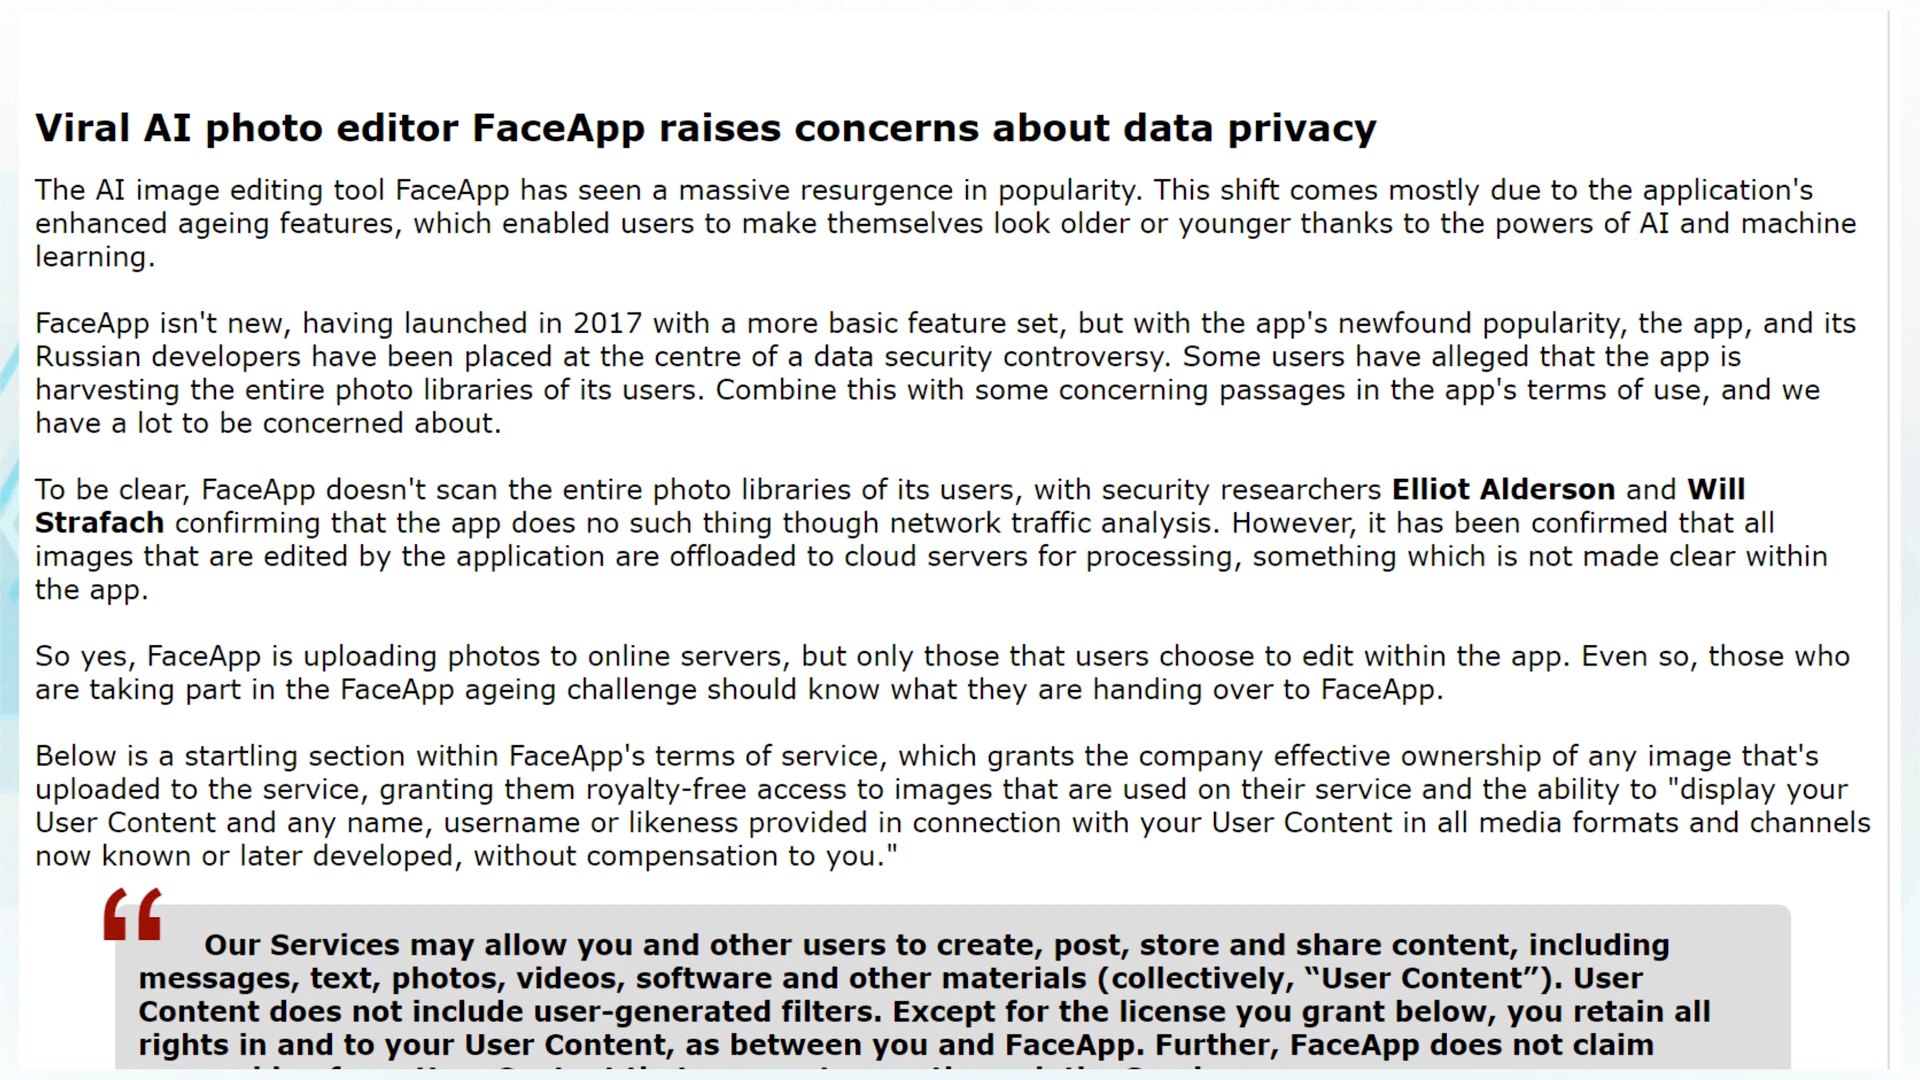 Viral AI photo editor FaceApp raises concerns about data privacy
The AI image editing tool FaceApp has seen a massive resurgence in popularity. This shift comes mostly due to the application's
enhanced ageing features, which enabled users to make themselves look older or younger thanks to the powers of AI and machine
learning.
FaceApp isn't new, having launched in 2017 with a more basic feature set, but with the app's newfound popularity, the app, and its
Russian developers have been placed at the centre of a data security controversy. Some users have alleged that the app is
harvesting the entire photo libraries of its users. Combine this with some concerning passages in the app's terms of use, and we
have a lot to be concerned about.
To be clear, FaceApp doesn't scan the entire photo libraries of its users, with security researchers Elliot Alderson and Will
Strafach confirming that the app does no such thing though network traffic analysis. However, it has been confirmed that all
images that are edited by the application are offloaded to cloud servers for processing, something which is not made clear within
the app.
So yes, FaceApp is uploading photos to online servers, but only those that users choose to edit within the app. Even so, those who
are taking part in the FaceApp ageing challenge should know what they are handing over to FaceApp.
Below is a startling section within FaceApp's terms of service, which grants the company effective ownership of any image that's
uploaded to the service, granting them royalty-free access to images that are used on their service and the ability to "display your
User Content and any name, username or likeness provided in connection with your User Content in all media formats and channels
now known or later developed, without compensation to you."
“
Our Services may allow you and other users to create, post, store and share content, including
messages, text, photos, videos, software and other materials (collectively, “User Content”). User
Content does not include user-generated filters. Except for the license you grant below, you retain all
rights in and to your User Content, as between you and FaceApp. Further, FaceApp does not claim